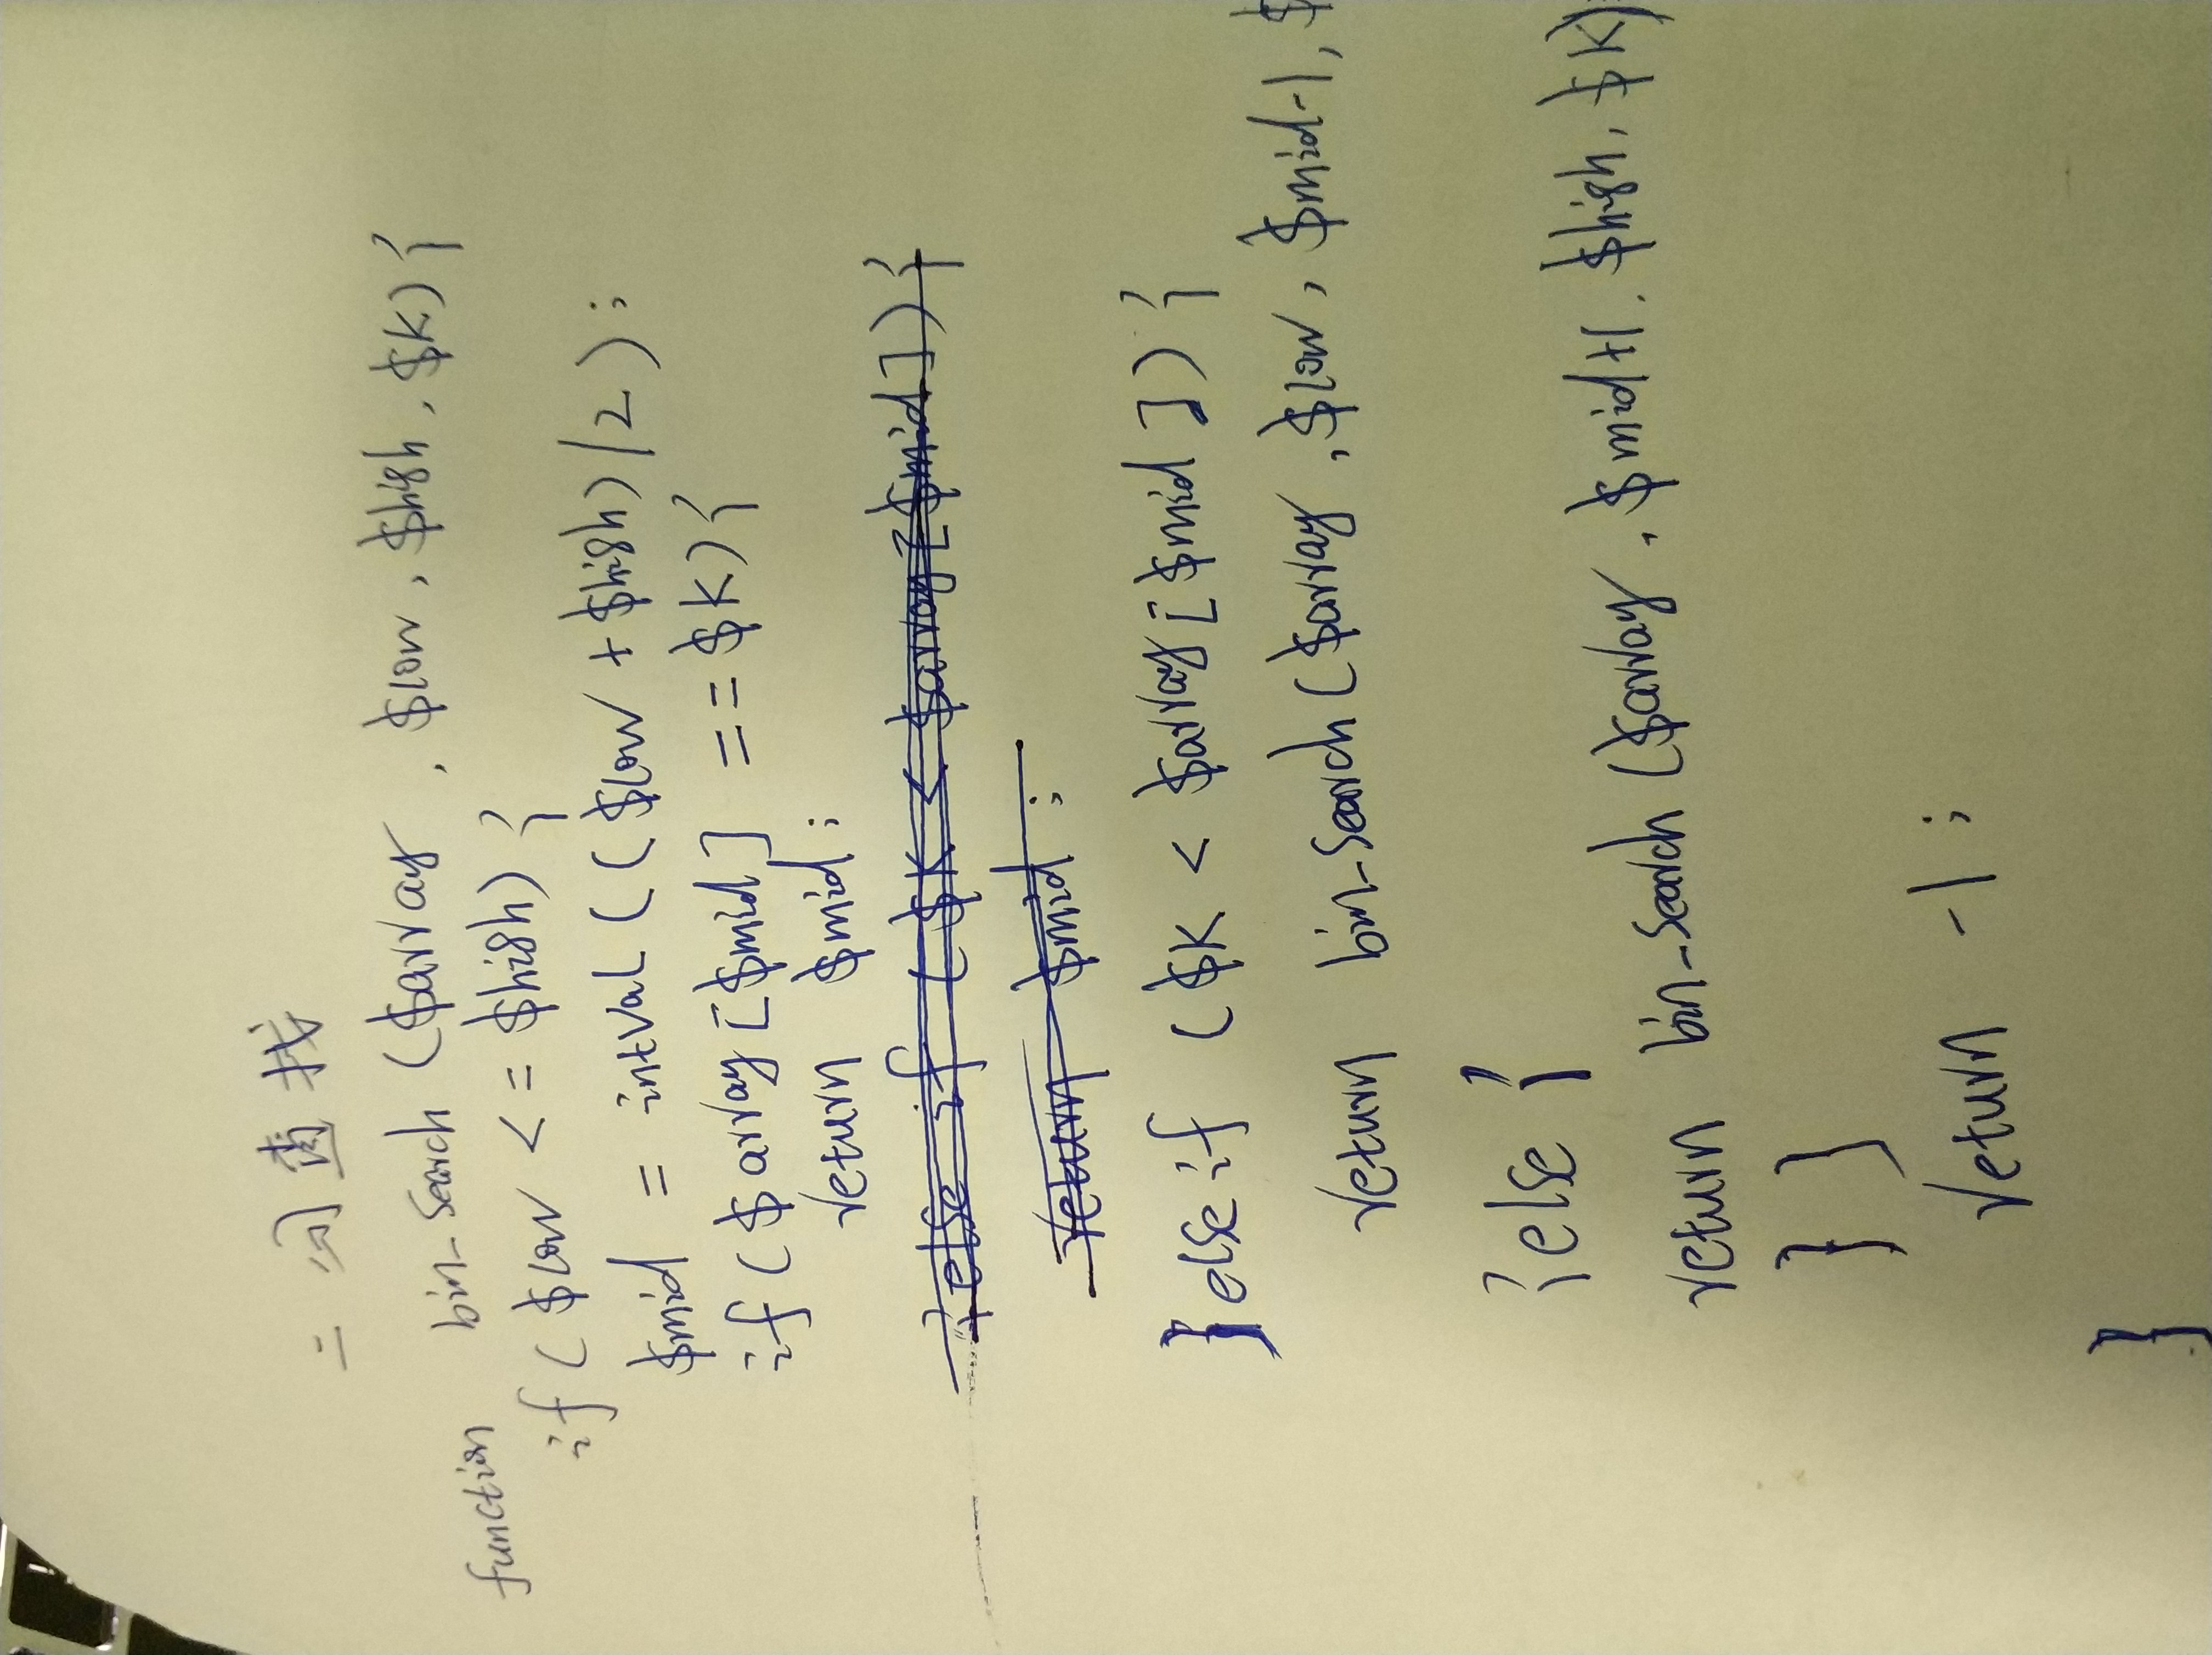 二分查找
function bin_search ($array , $low , $high , $k) {
if ( $low < = $high) {
$mid = intval ( ( $low + $high) / 2 ) ;
if ( $array [ $mid ] == $k) {
return $mid ;
} else if ( $k < $array [ $mid ] ) {
return $mid ;
} else if ( $k < $array [ $mid ] ) {
return bin_search ( $array , $low , $mid-1 , $
} else {
return bin_search ( $array , $mid+1 , $high , $k)
} }
return -1 ;
}